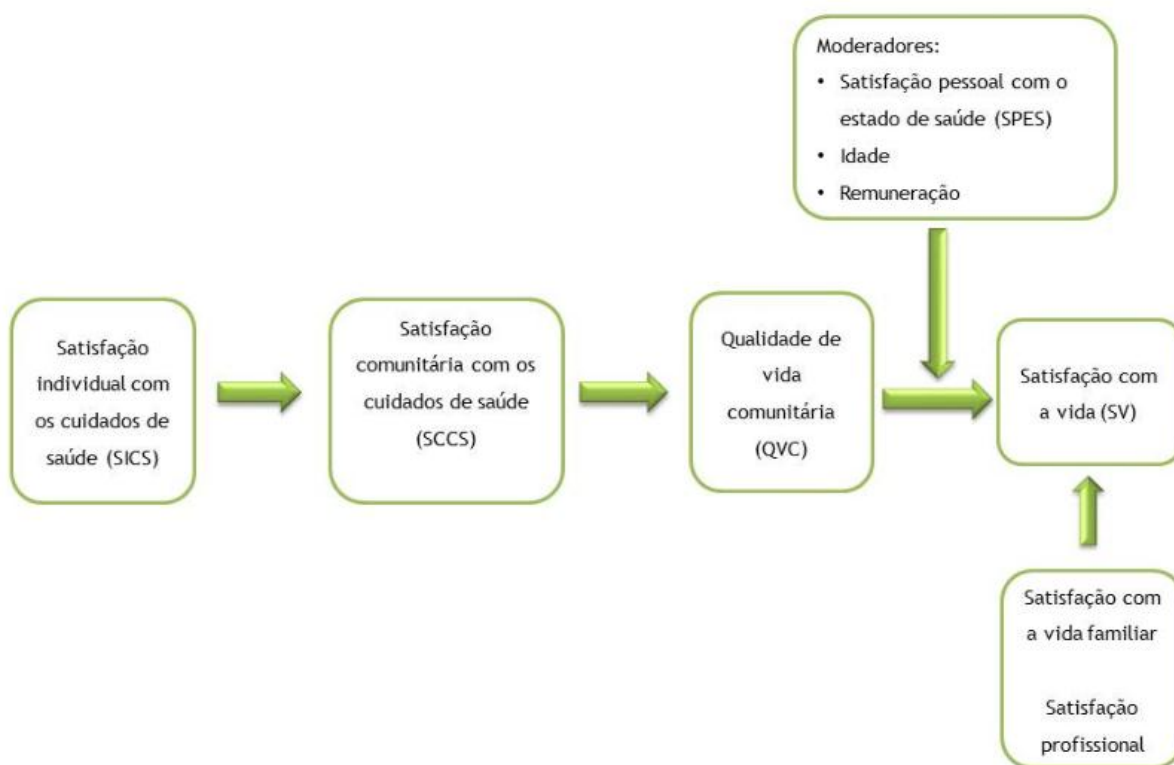 Moderadores:
• Satisfação pessoal com o
estado de saúde (SPES)
• Idade
• Remuneração
Satisfação
individual com
os cuidados de
saúde (SICS)
Satisfação
comunitária com os
cuidados de saúde
(SCCS)
Qualidade de
vida
comunitária
(QVC)
Satisfação com
a vida (SV)
Satisfação com
a vida familiar
Satisfação
profissional